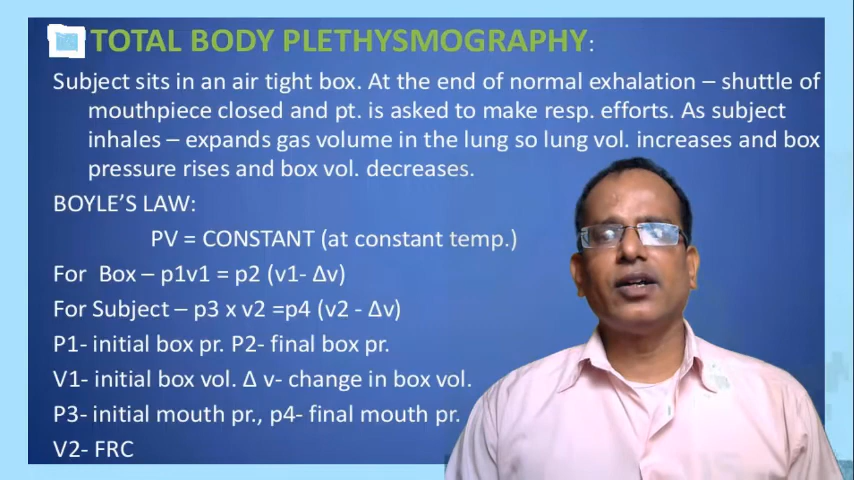 TOTAL BODY PLETHYSMOGRAPHY:
Subject sits in an air tight box. At the end of normal exhalation – shuttle of
mouthpiece closed and pt. is asked to make resp. efforts. As subject
inhales – expands gas volume in the lung so lung vol. increases and box
pressure rises and box vol. decreases.
BOYLE’S LAW:
PV = CONSTANT (at constant temp.)
For Box – p1v1 = p2 (v1- Δv)
For Subject – p3 x v2 =p4 (v2 - Δv)
P1- initial box pr. P2- final box pr.
V1- initial box vol. Δ v- change in box vol.
P3- initial mouth pr., p4- final mouth pr.
V2- FRC